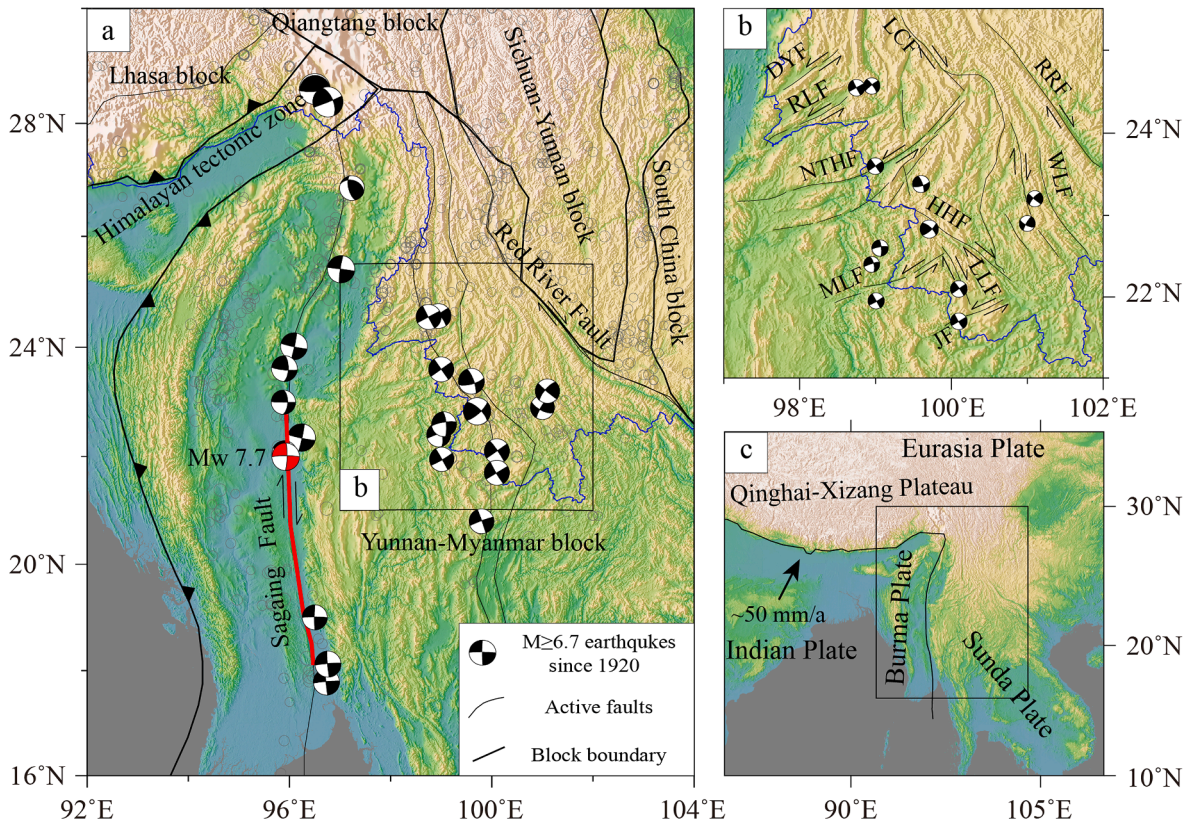 a
Qiangtang block
Lhasa block
Himalayan tectonic zone
Sichuan-Yunnan block
South China block
Red River Fault
Mw 7.7
Sagaing Fault
b
Yunnan-Myanmar block
M≥6.7 earthqukes
since 1920
Active faults
Block boundary
28°N
24°N
20°N
16°N
92°E
96°E
100°E
104°E
b
DYF
RLF
LCF
RRF
NTHF
WLF
HHF
MLF
LLF
JF
24°N
22°N
98°E
100°E
102°E
c
Eurasia Plate
Qinghai-Xizang Plateau
~50 mm/a
Indian Plate
Burma Plate
Sunda Plate
30°N
20°N
10°N
90°E
105°E